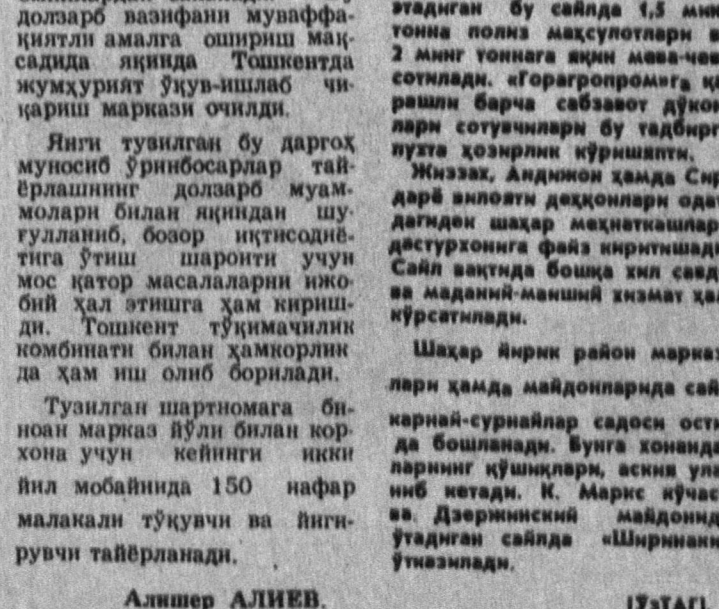 долзарб вазифани муваффа-
қиятли амалга ошириш мақ-
садида яқинда Тошкентда
жумҳурият ўқув-ишлаб чи-
қариш маркази очилди.
Янги тузилган бу даргоҳ
муносиб ўринбосарлар тай-
ёрлашнинг долзарб муам-
молари билан яқиндан шу-
ғулланиб, бозор иқтисодиё-
тига ўтиш шароити учун
мос қатор масалаларни ижо-
бий ҳал этишга ҳам кириш-
ди. Тошкент тўқимачилик
комбинати билан ҳамкорлик
да ҳам иш олиб борилади.
Тузилган шартномага би-
ноан марказ йўли билан кор-
хона учун кейинги икки
йил мобайнида 150 нафар
малакали тўқувчи ва йиги-
рувчи тайёрланади.
Алишер АЛИЕВ.
этадиган бу сайлда 1,5 мин
тонна полиз маҳсулотлари в
2 минг тоннага яқин мева-чев
сотилади. «Горагропром»га қа
рашли барча сабзавот дўкон
лари сотувчилари бу тадбирг
пухта ҳозирлик кўришяпти.
Жиззах, Андижон ҳамда Сир
дарё вилояти деҳқонлари одат
дагидек шаҳар меҳнаткашлар
дастурхонига файз киритишади
Сайл вақтида бошқа хил савд
ва маданий-маиший хизмат ҳа
кўрсатилади.
Шаҳар йирик район марказ
лари ҳамда майдонларида сай
карнай-сурнайлар садоси ости
да бошланади. Бунга хонанда
ларнинг қўшиқлари, аския ула
ниб кетади. К. Маркс кўчас
ва Дзержинский майдонид
ўтадиган сайлда «Ширинлик
ўтказилади.
(ЎзТАГ).